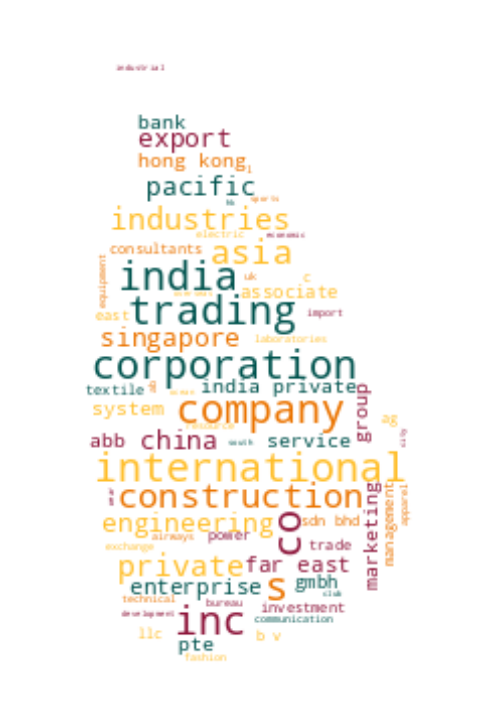 industrial
bank
export
hong kong
pacific
sports
industries
electric economic
consultants asia
india uk c
equipment
associate
east trading import
singapore laboratories
corporation
textile india private
system company group ag
resource
abb china south service city
international
construction
marketing
management
apparel
engineering co sdn bhd
airways power
exchange trade
private far east
enterprise s gmbh
club
technical bureau investment
development inc communication
llc b v
pte
fashion